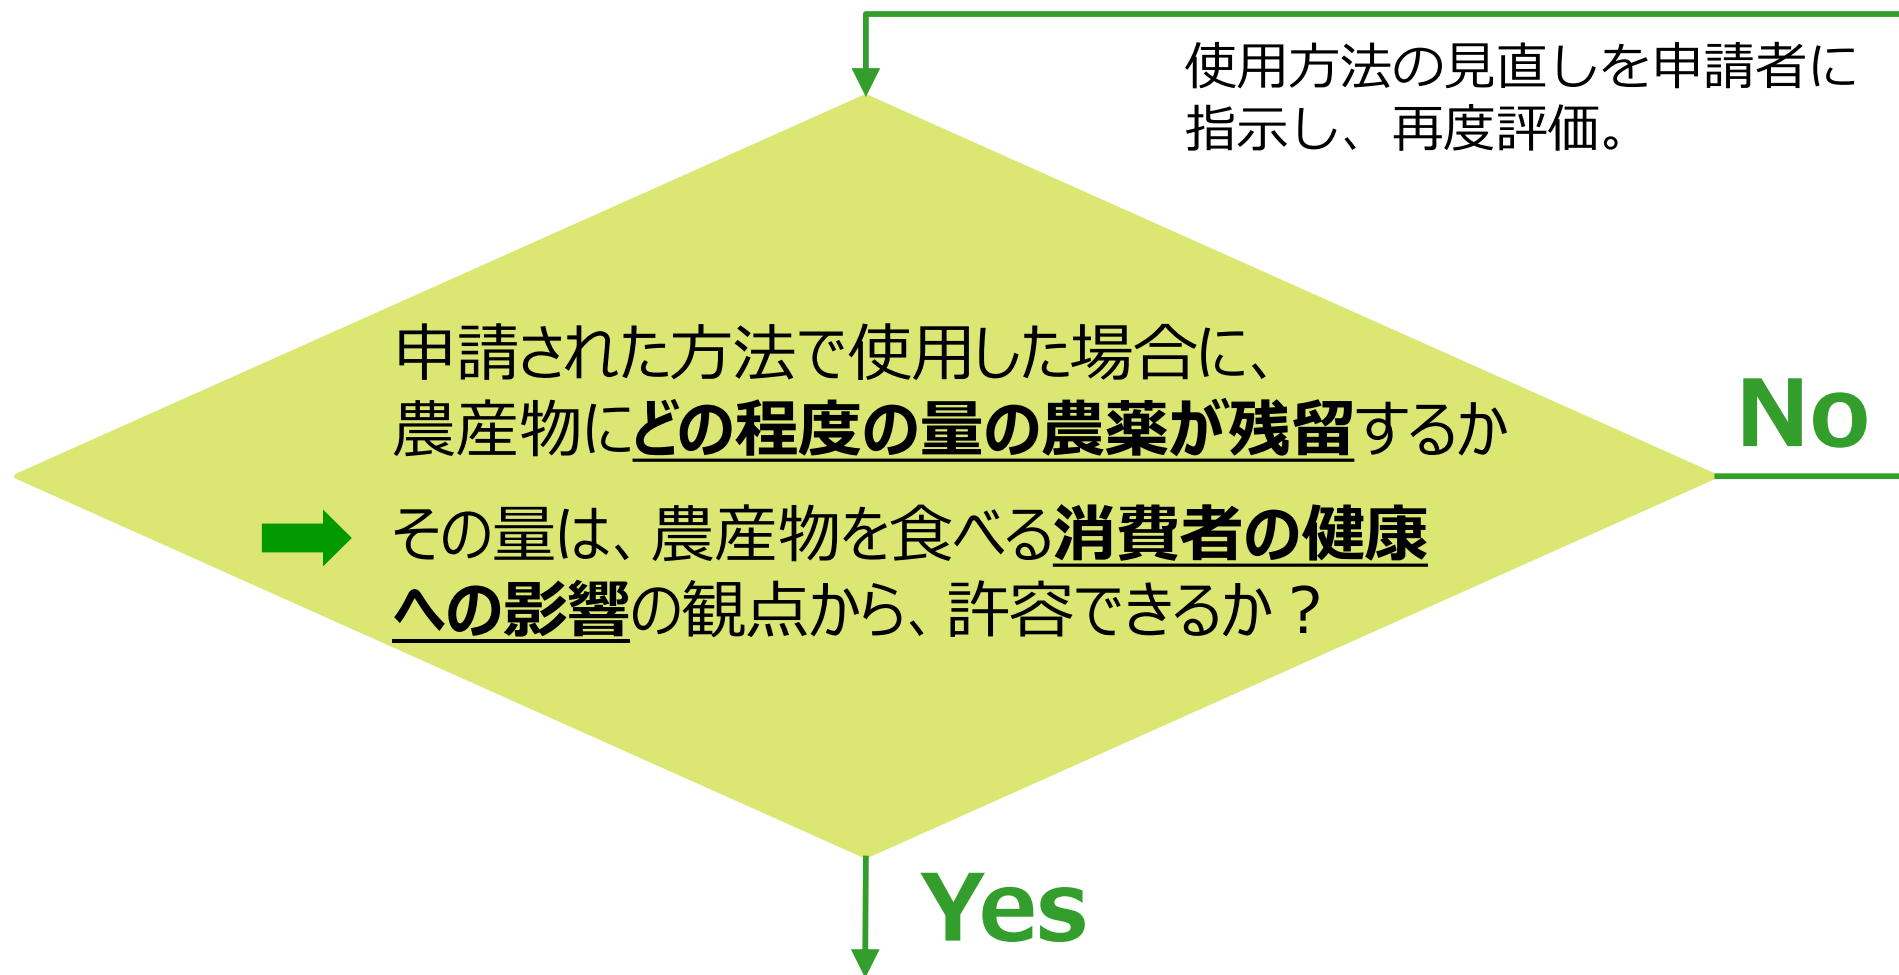 使用方法の見直しを申請者に
指示し、再度評価。
申請された方法で使用した場合に、
農産物にどの程度の量の農薬が残留するか
その量は、農産物を食べる消費者の健康
への影響の観点から、許容できるか？
No
Yes